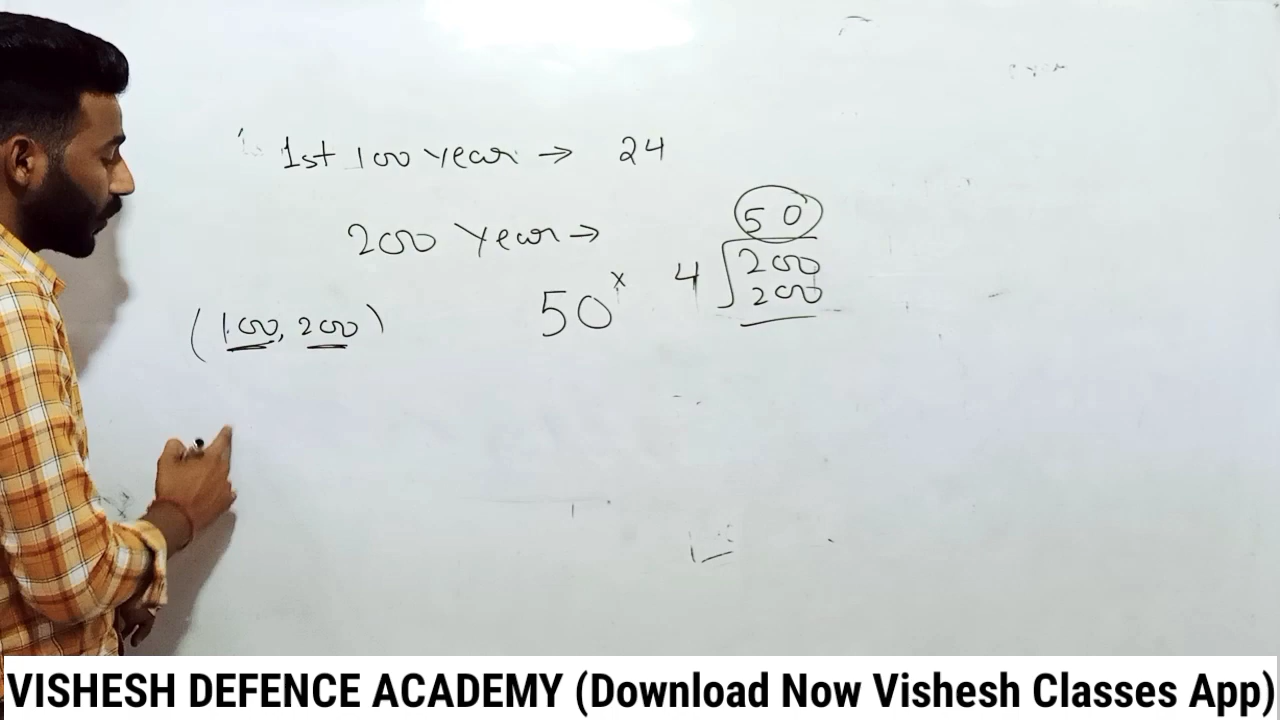 1st 100 year → 24
200 Year →
50
4 200
200
50 x
(100, 200)
VISHESH DEFENCE ACADEMY (Download Now Vishesh Classes App)